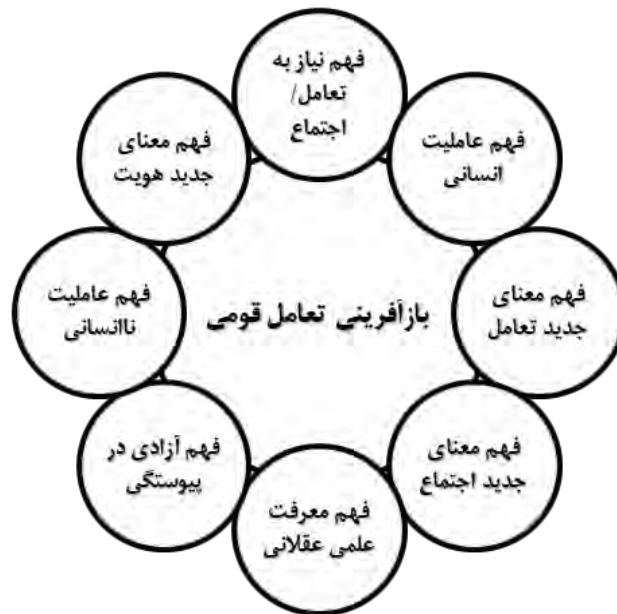 فهم نیاز به
تعامل/
اجتماع
فهم عاملیت
انسانی
فهم معنای
جدید تعامل
فهم معنای
جدید اجتماع
فهم معرفت
علمی عقلانی
فهم آزادی در
پیوستگی
فهم عاملیت
ناانسانی
فهم معنای
جدید هویت
بازآفرینی تعامل قومی